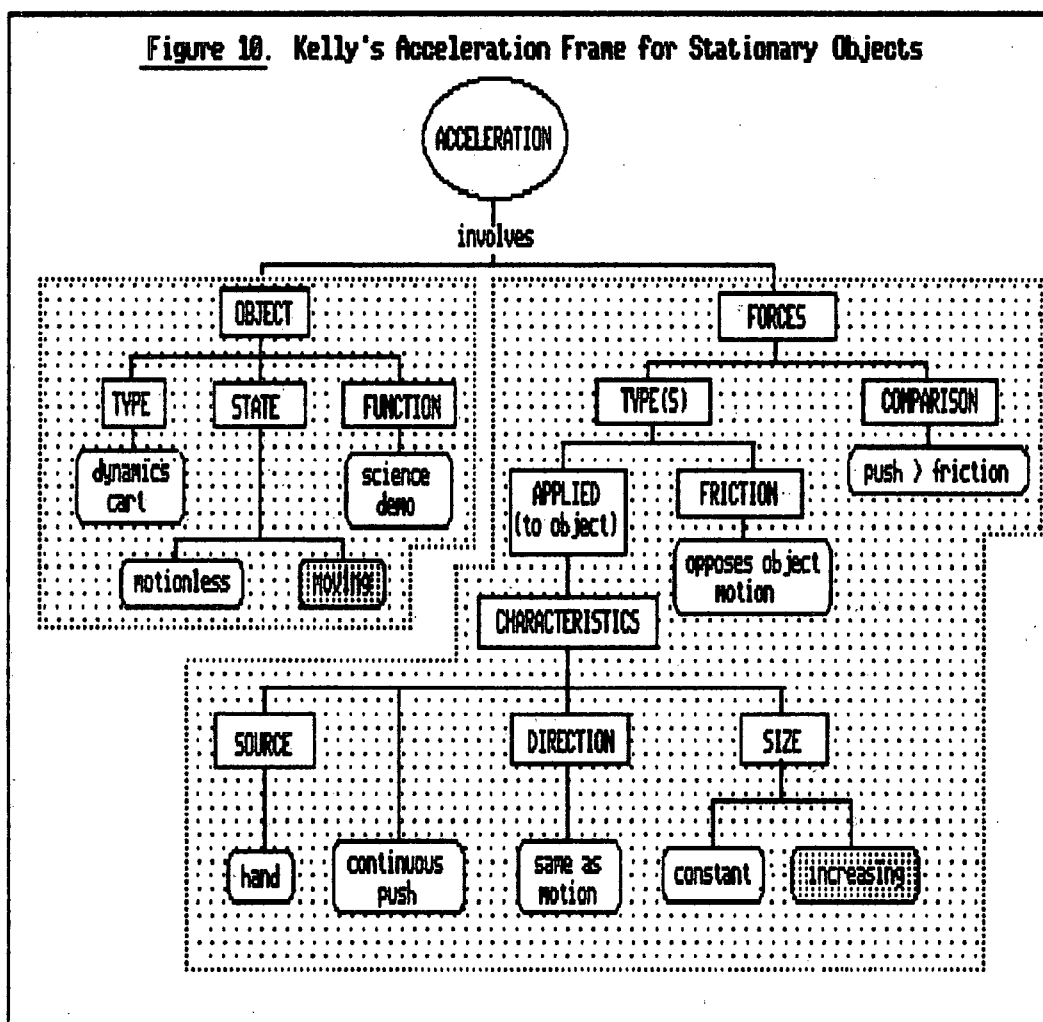 Figure 10. Kelly's Acceleration Frame for Stationary Objects
ACCELERATION
involves
OBJECT
FORCES
TYPE
STATE
FUNCTION
TYPE(S)
COMPARISON
dynamics
cart
science
demo
push > friction
APPLIED
(to object)
FRICTION
motionless
moving
opposes object
motion
CHARACTERISTICS
SOURCE
DIRECTION
SIZE
hand
continuous
push
same as
motion
constant
increasing